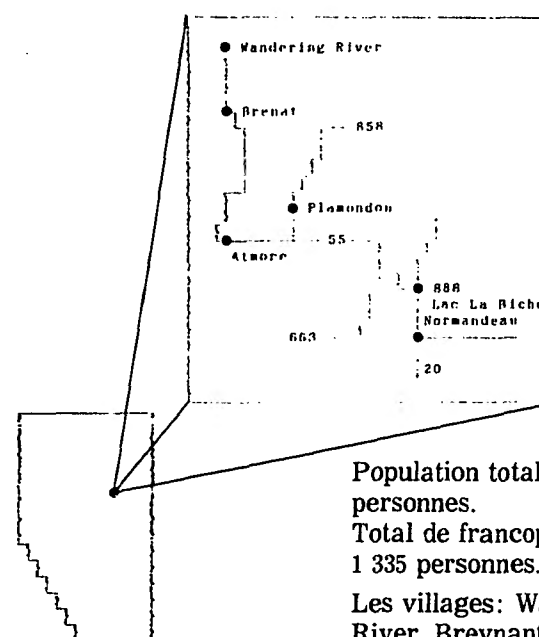 Wandering River
Brenat
858
Plamondon
55
Atmore
888
Lac La Biche
Normandeau
663
20
Population total
personnes.
Total de francop
1 335 personnes.
Les villages: Wa
River, Breynant